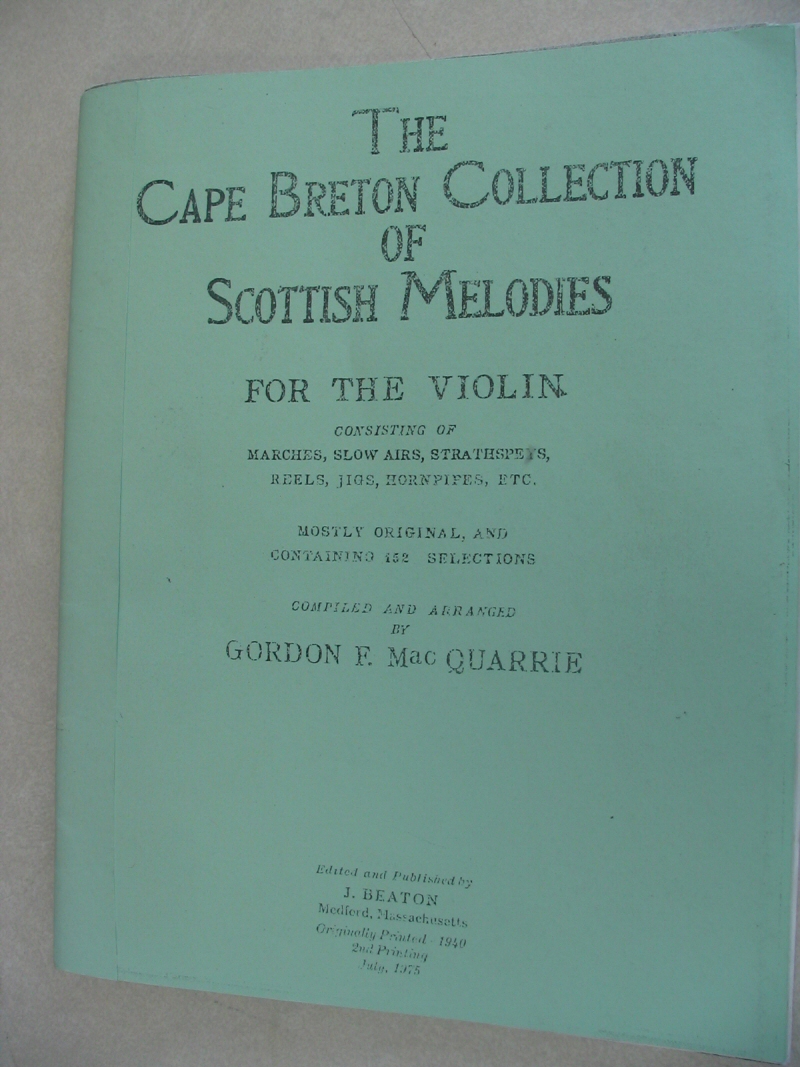 THE
CAPE BRETON COLLECTION
OF
SCOTTISH MELODIES
FOR THE VIOLIN
CONSISTING OF
MARCHES, SLOW AIRS, STRATHSPEYS,
REELS, JIGS, HORNPIPES, ETC.
MOSTLY ORIGINAL, AND
CONTAINING 152 SELECTIONS
COMPILED AND ARRANGED
BY
GORDON F. Mac QUARRIE
Edited and Published by
J. BEATON
Medford, Massachusetts
Originally Printed - 1940
2nd Printing
July, 1975